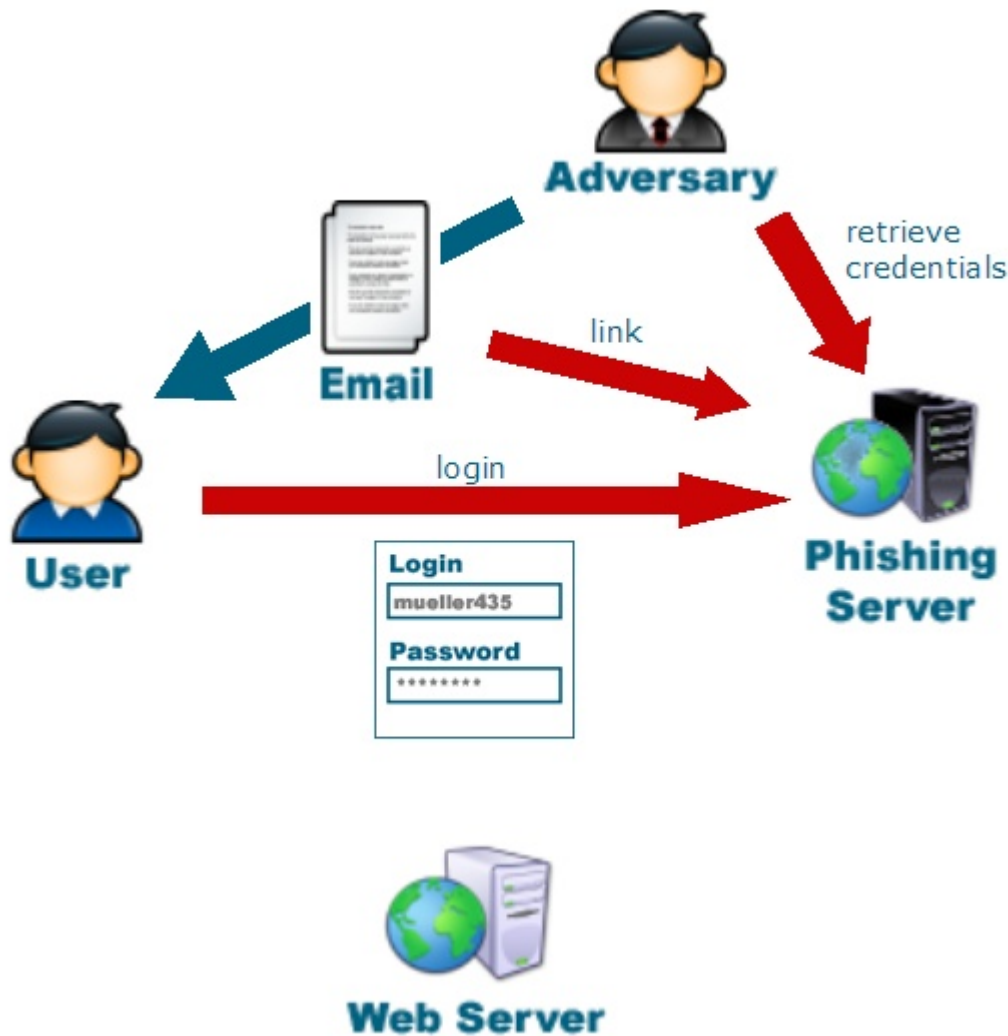 Adversary
retrieve
credentials
link
Email
login
User
Phishing
Server
Login
mueller435
Password
********
Web Server